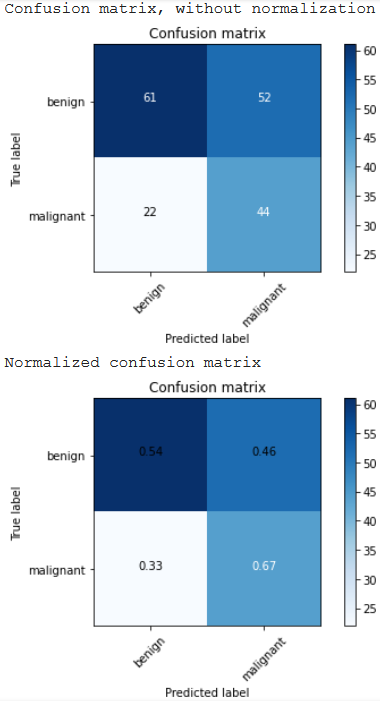 Confusion matrix, without normalization
Confusion matrix
60
55
50
45
40
35
30
25
benign
61
52
True label
malignant
22
44
benign
malignant
Predicted label
Normalized confusion matrix
Confusion matrix
60
55
50
45
40
35
30
25
benign
0.54
0.46
True label
malignant
0.33
0.67
benign
malignant
Predicted label